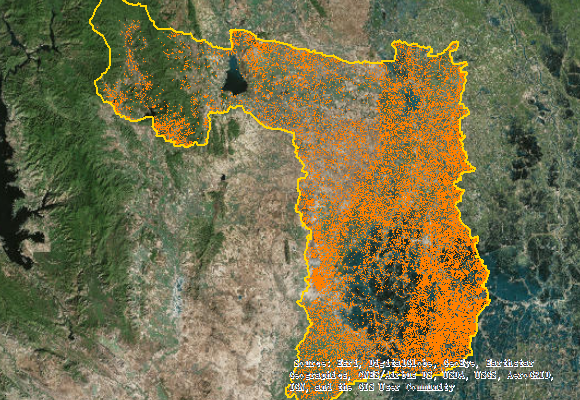 Source: Esri, DigitalGlobe, GeoEye, Earthstar
Geographics, CNES/Airbus DS, USDA, USGS, AeroGRID,
IGN, and the GIS User Community